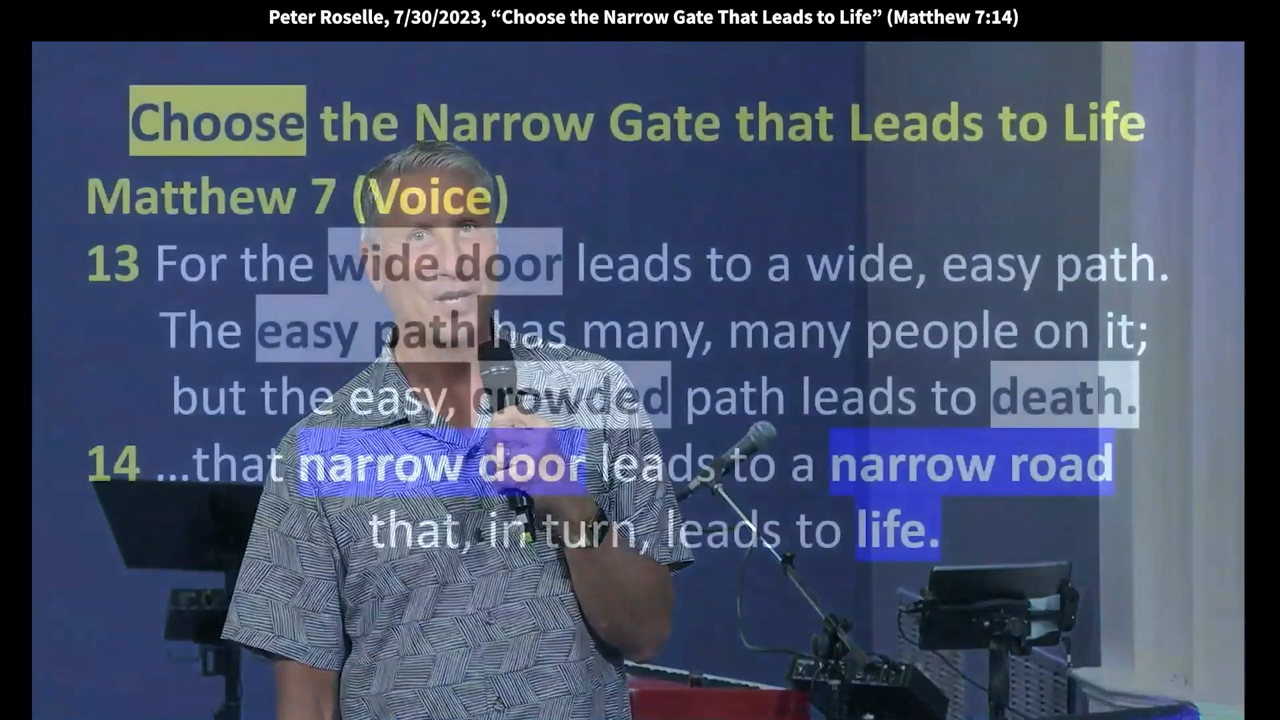 Peter Roselle, 7/30/2023, “Choose the Narrow Gate That Leads to Life” (Matthew 7:14)
Choose the Narrow Gate that Leads to Life
Matthew 7 (Voice)
13 For the wide door leads to a wide, easy path.
The easy path has many, many people on it;
but the easy, crowded path leads to death.
14 ...that narrow door leads to a narrow road
that, in turn, leads to life.